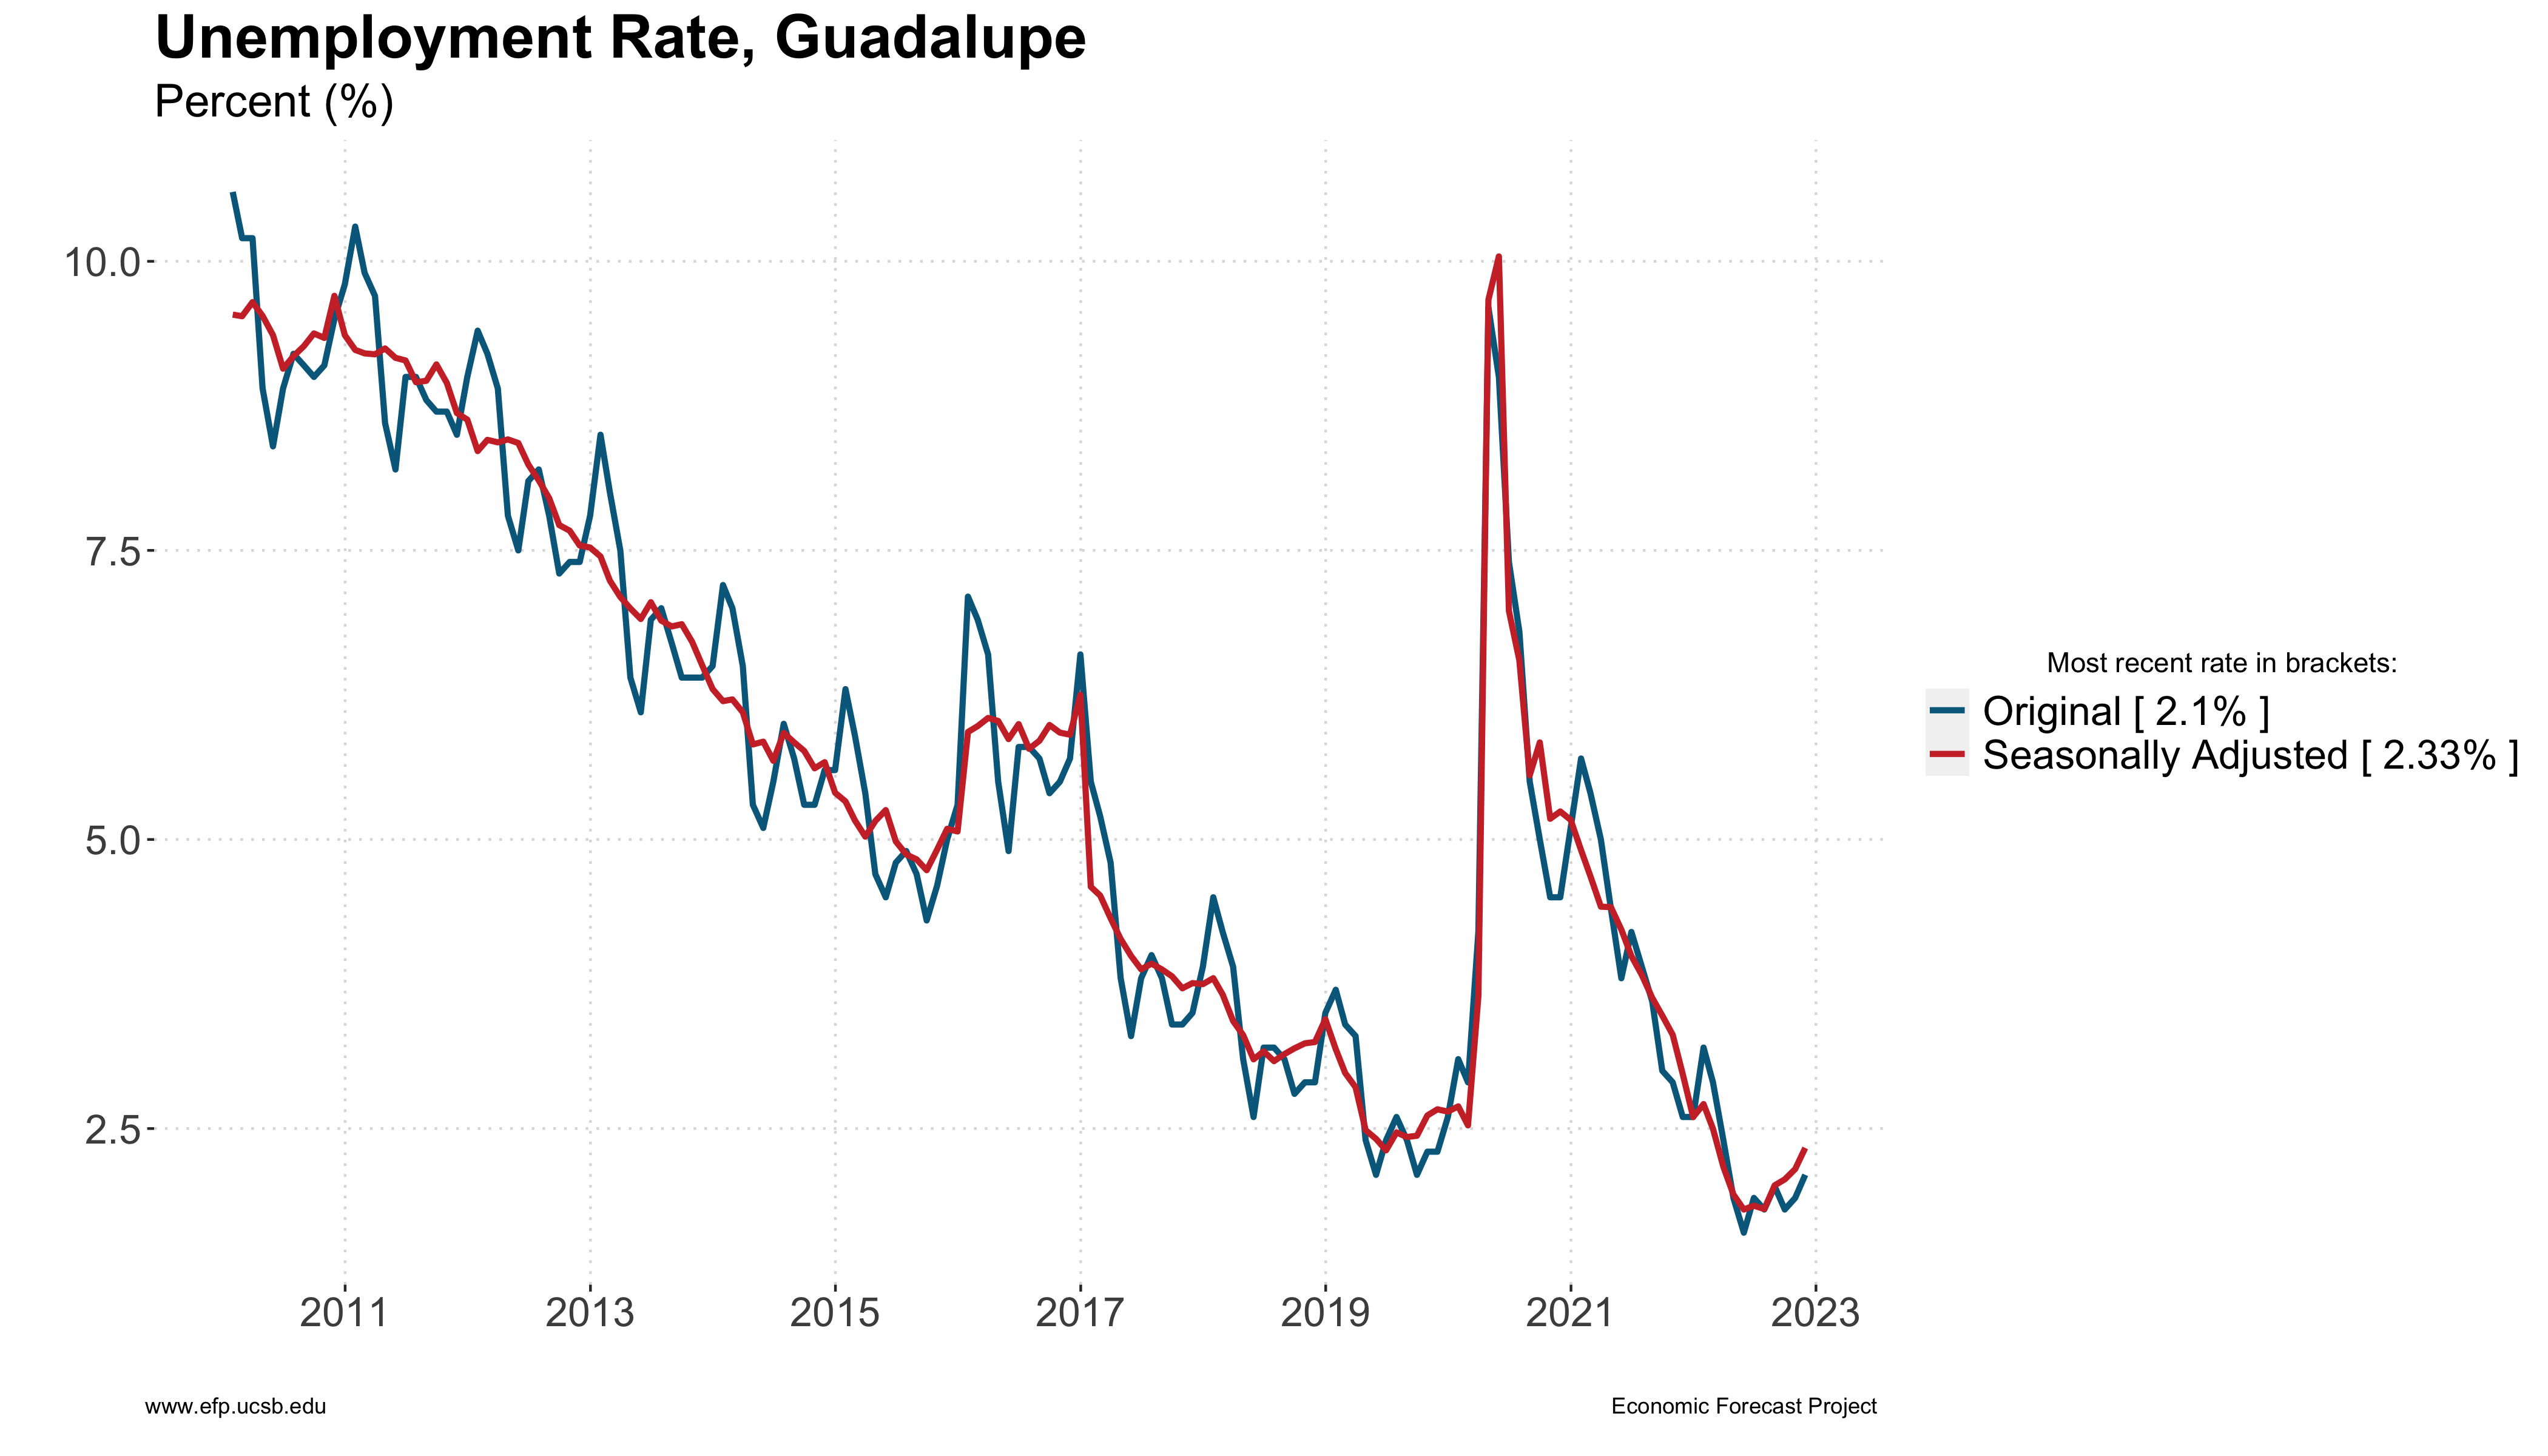 Unemployment Rate, Guadalupe
Percent (%)
10.0
7.5
5.0
2.5
2011 2013 2015 2017 2019 2021 2023
Most recent rate in brackets:
Original [ 2.1% ]
Seasonally Adjusted [ 2.33% ]
www.efp.ucsb.edu
Economic Forecast Project